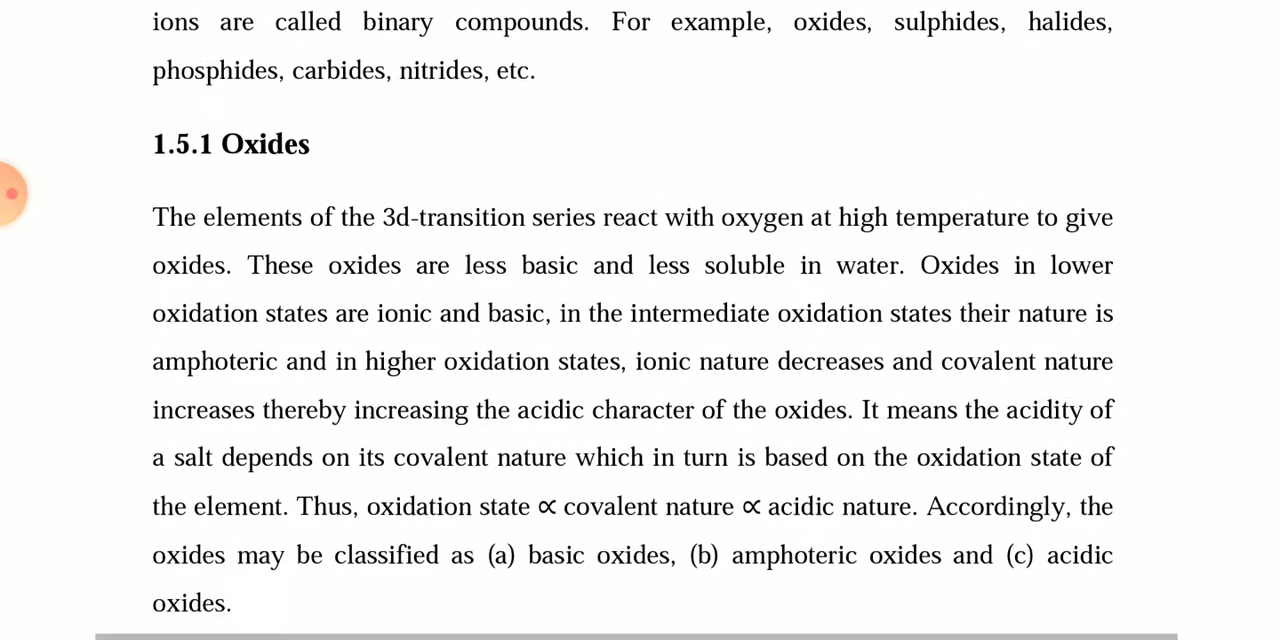 ions are called binary compounds. For example, oxides, sulphides, halides,
phosphides, carbides, nitrides, etc.
1.5.1 Oxides
The elements of the 3d-transition series react with oxygen at high temperature to give
oxides. These oxides are less basic and less soluble in water. Oxides in lower
oxidation states are ionic and basic, in the intermediate oxidation states their nature is
amphoteric and in higher oxidation states, ionic nature decreases and covalent nature
increases thereby increasing the acidic character of the oxides. It means the acidity of
a salt depends on its covalent nature which in turn is based on the oxidation state of
the element. Thus, oxidation state ∝ covalent nature ∝ acidic nature. Accordingly, the
oxides may be classified as (a) basic oxides, (b) amphoteric oxides and (c) acidic
oxides.